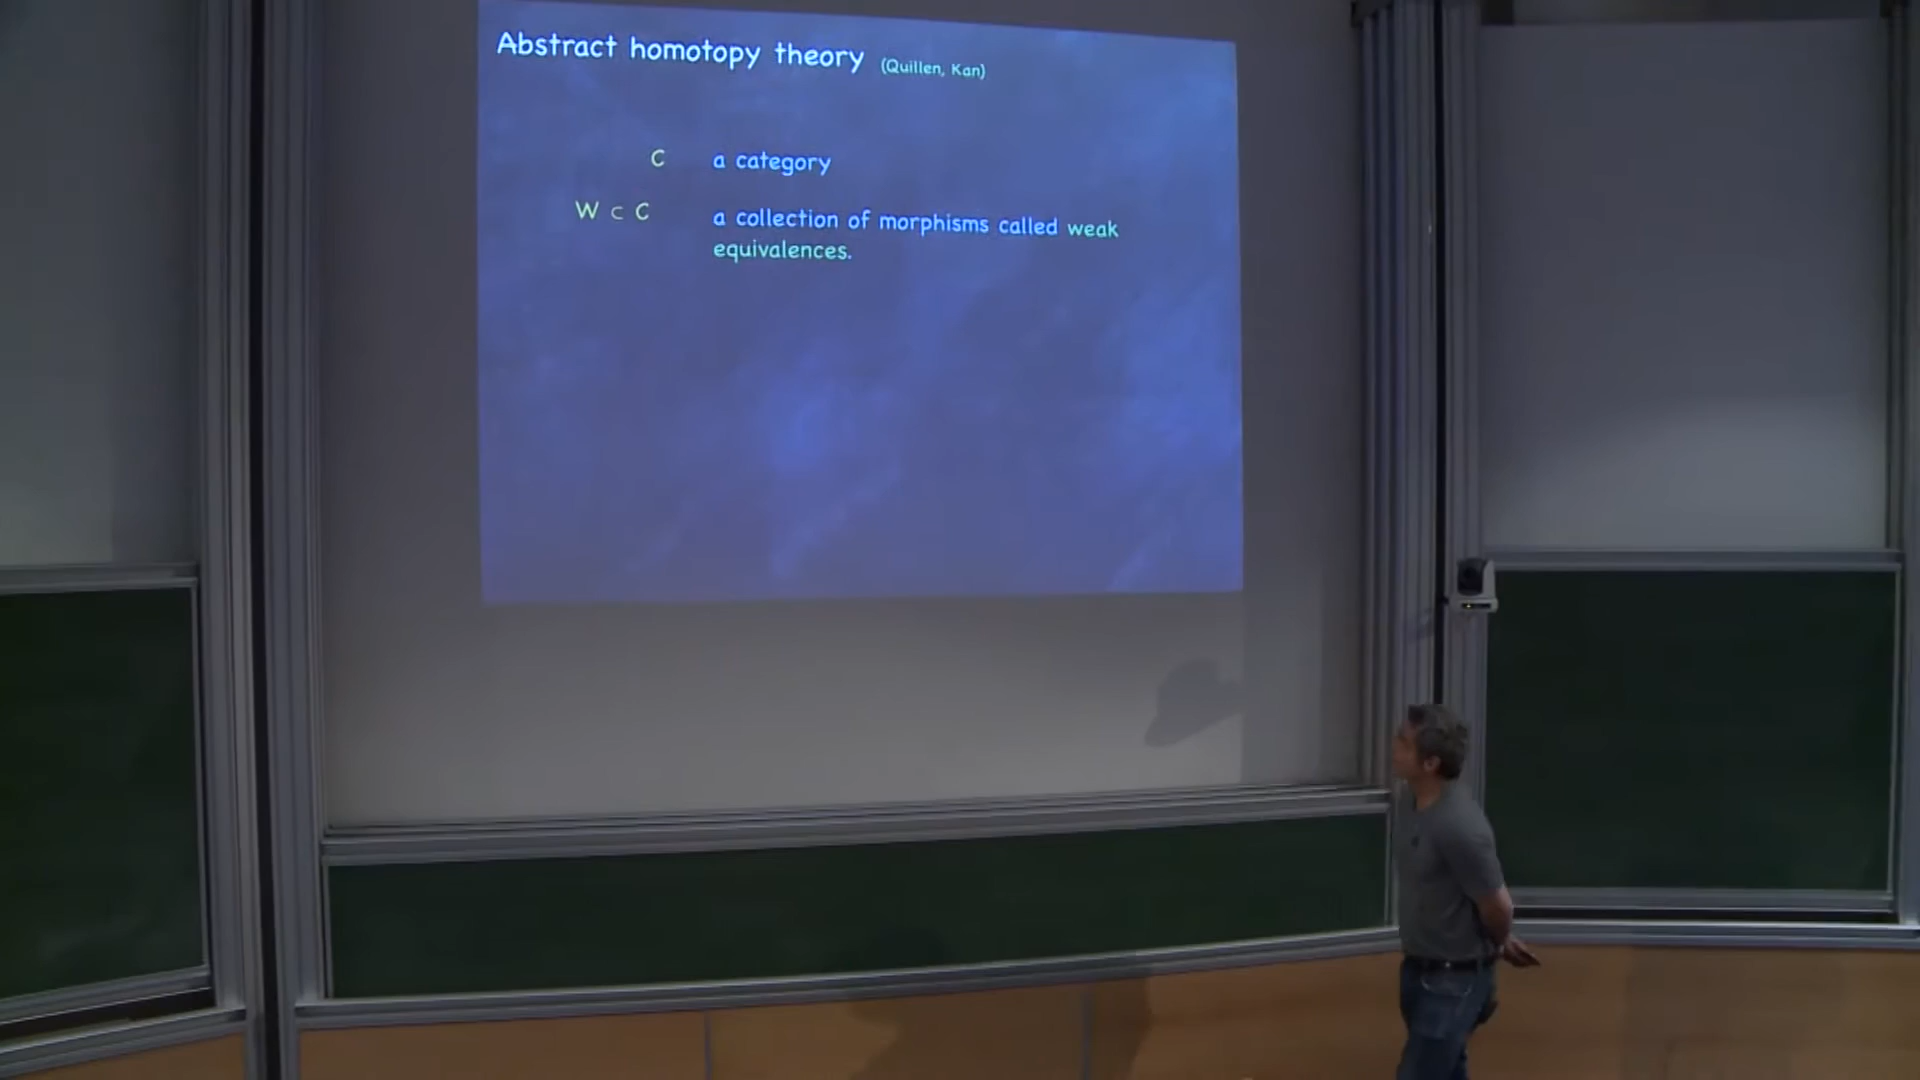 Abstract homotopy theory (Quillen, Kan)
C a category
W ⊂ C a collection of morphisms called weak
equivalences.